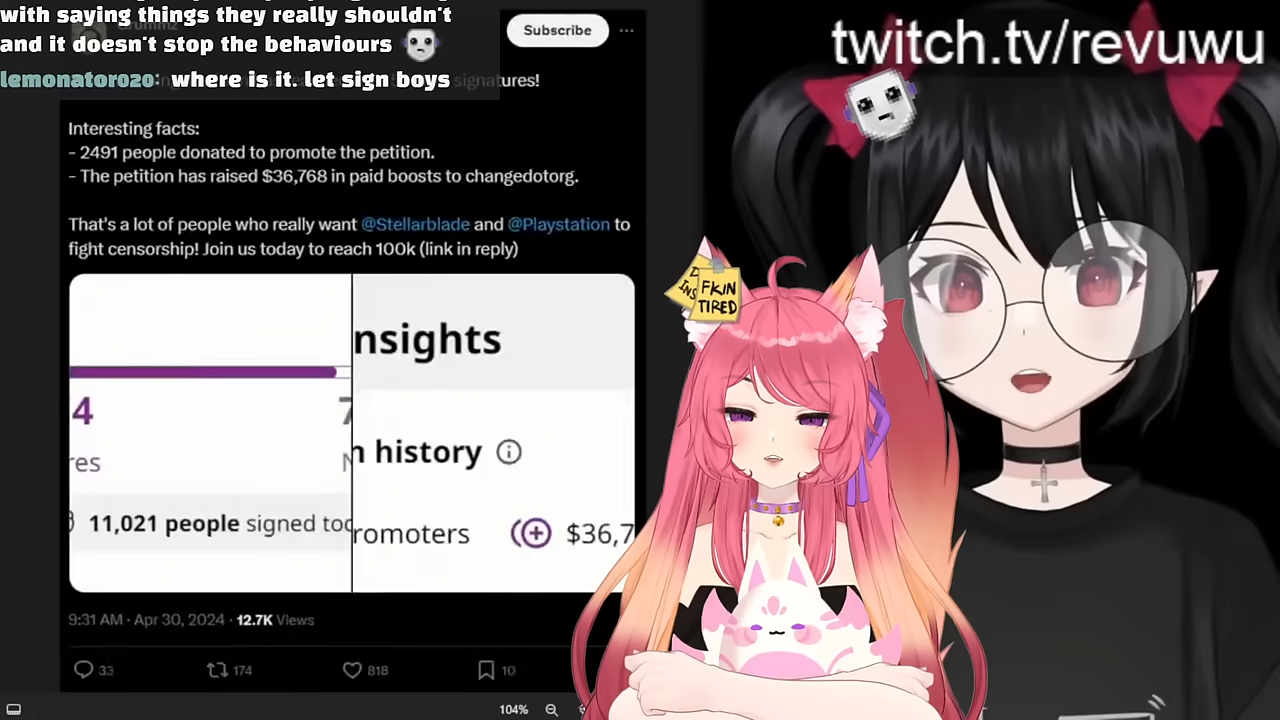 with saying things they really shouldn't
and it doesn't stop the behaviours
lemonator020: where is it. let sign boys
signatures!
Subscribe
twitch.tv/revuwu
Interesting facts:
- 2491 people donated to promote the petition.
- The petition has raised $36,768 in paid boosts to changedotorg.
That's a lot of people who really want @Stellarblade and @Playstation to
fight censorship! Join us today to reach 100k (link in reply)
FKIN
TIRED
INS
nsights
4
7
history
res
N
11,021 people signed too
romoters $36,7
9:31 AM · Apr 30, 2024 · 12.7K Views
33 174 818 10
104%